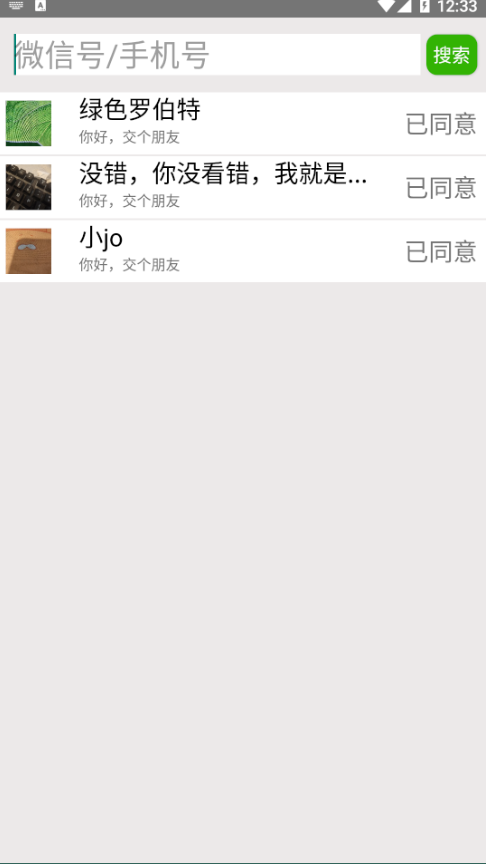 12:33
微信号/手机号
搜索
绿色罗伯特
你好，交个朋友
已同意
没错，你没看错，我就是...
你好，交个朋友
已同意
小jo
你好，交个朋友
已同意